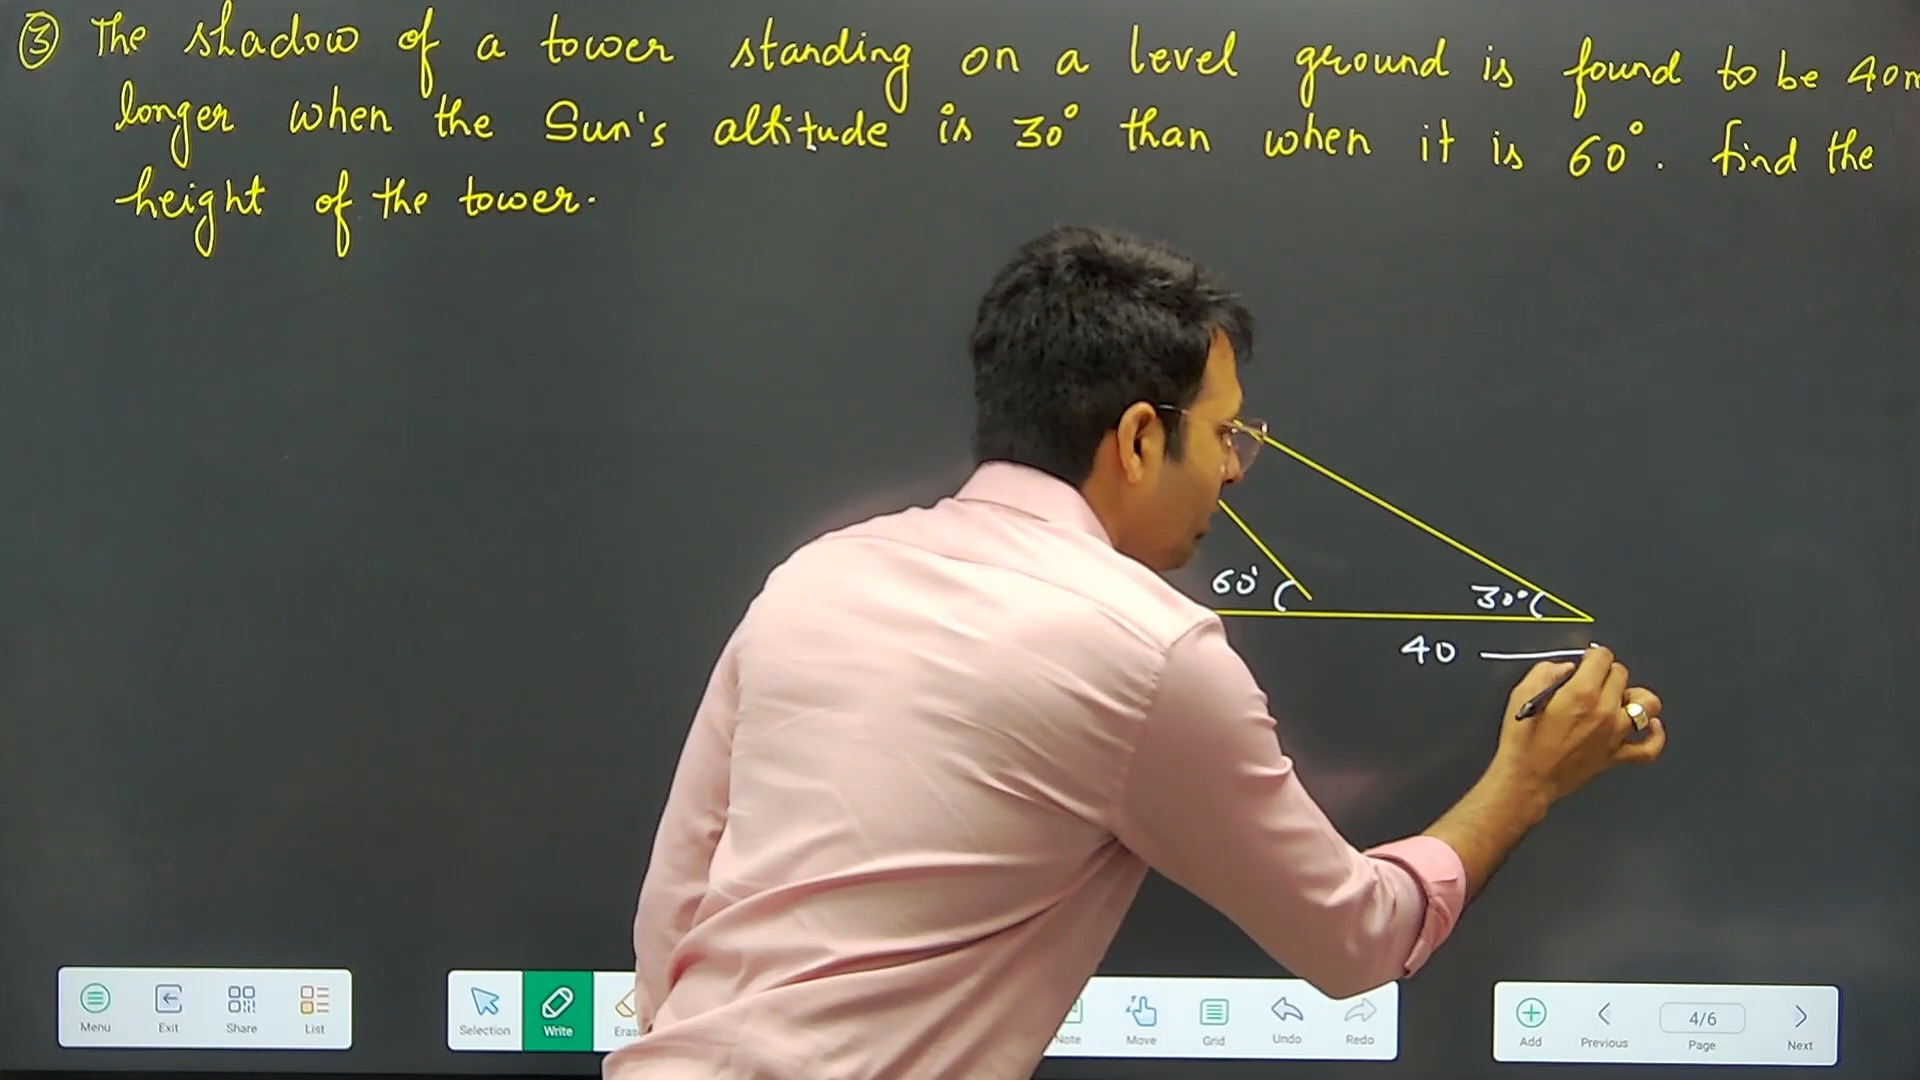 ③ The shadow of a tower standing on a level ground is found to be 40m
longer when the Sun's altitude is 30° than when it is 60°. find the
height of the tower.
60° 30°
40
Menu Exit Share List Selection Write Note Move Grid Undo Redo Add Previous 4/6 Page Next